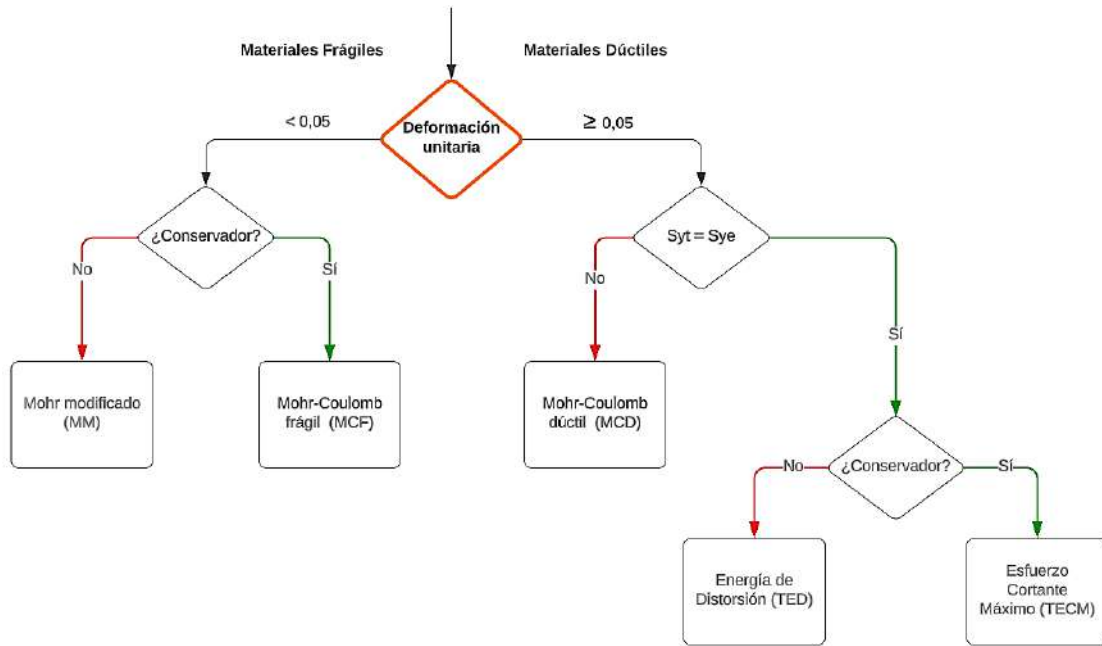 Materiales Frágiles
Materiales Dúctiles
< 0,05
Deformación
unitaria
≥ 0,05
¿Conservador?
Syt = Sye
No
Sí
No
Sí
Mohr modificado
(MM)
Mohr-Coulomb
frágil (MCF)
Mohr-Coulomb
dúctil (MCD)
¿Conservador?
No
Sí
Energía de
Distorsión (TED)
Esfuerzo
Cortante
Máximo (TECM)